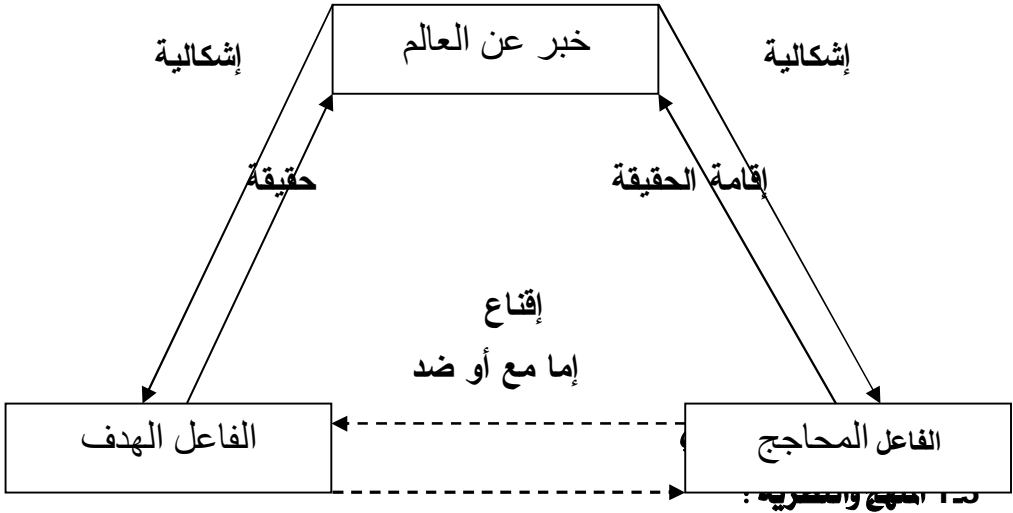 خبر عن العالم
إشكالية
إشكالية
إقامة الحقيقة
حقيقة
إقناع
إما مع أو ضد
الفاعل المحاجج
الفاعل الهدف